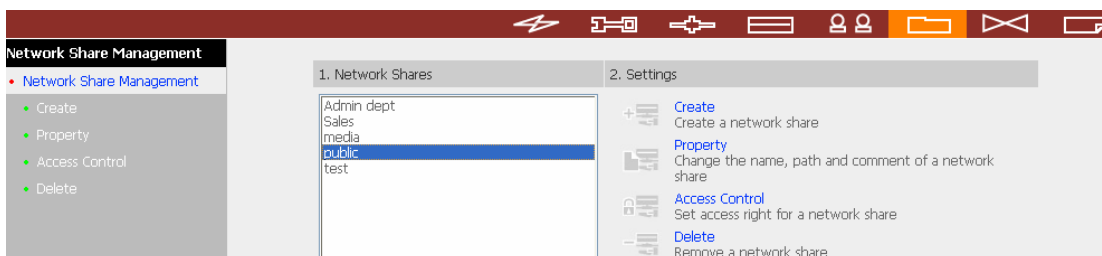 Network Share Management
Network Share Management
Create
Property
Access Control
Delete
1. Network Shares
Admin dept
Sales
media
public
test
2. Settings
Create
Create a network share
Property
Change the name, path and comment of a network
share
Access Control
Set access right for a network share
Delete
Remove a network share